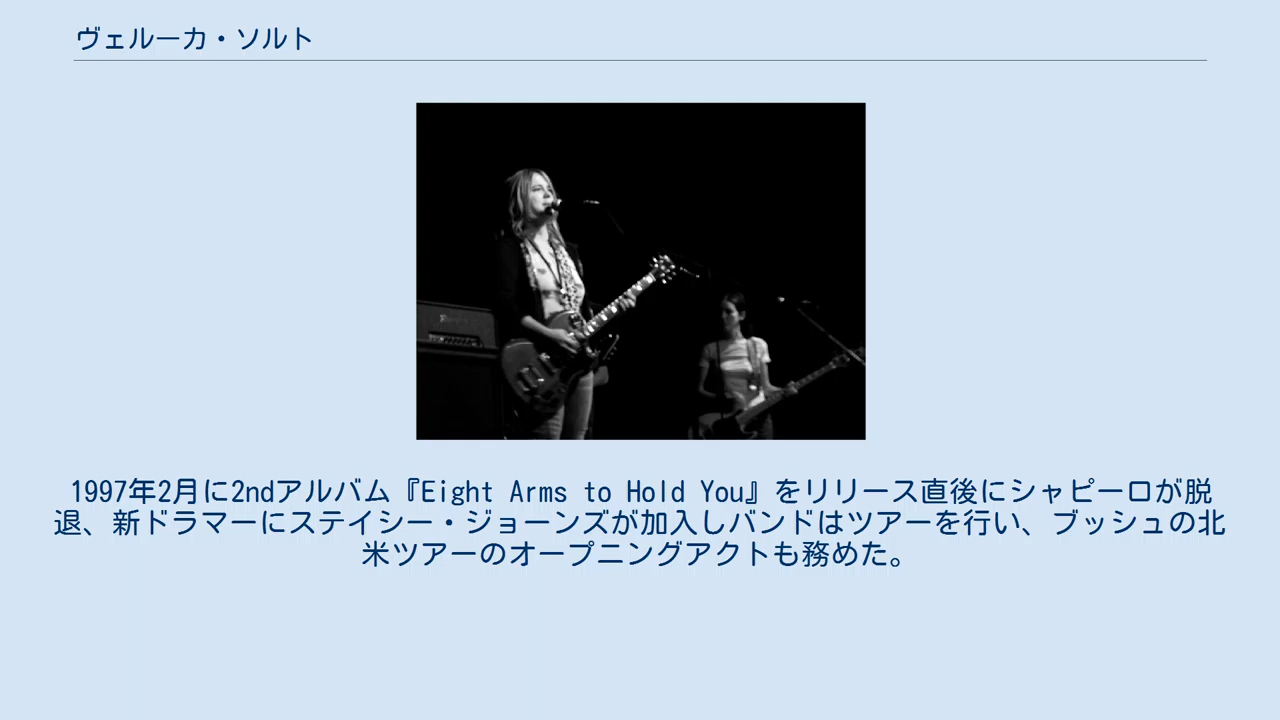 ヴェルーカ・ソルト
1997年2月に2ndアルバム『Eight Arms to Hold You』をリリース直後にシャピーロが脱
退、新ドラマーにステイシー・ジョーンズが加入しバンドはツアーを行い、ブッシュの北
米ツアーのオープニングアクトも務めた。